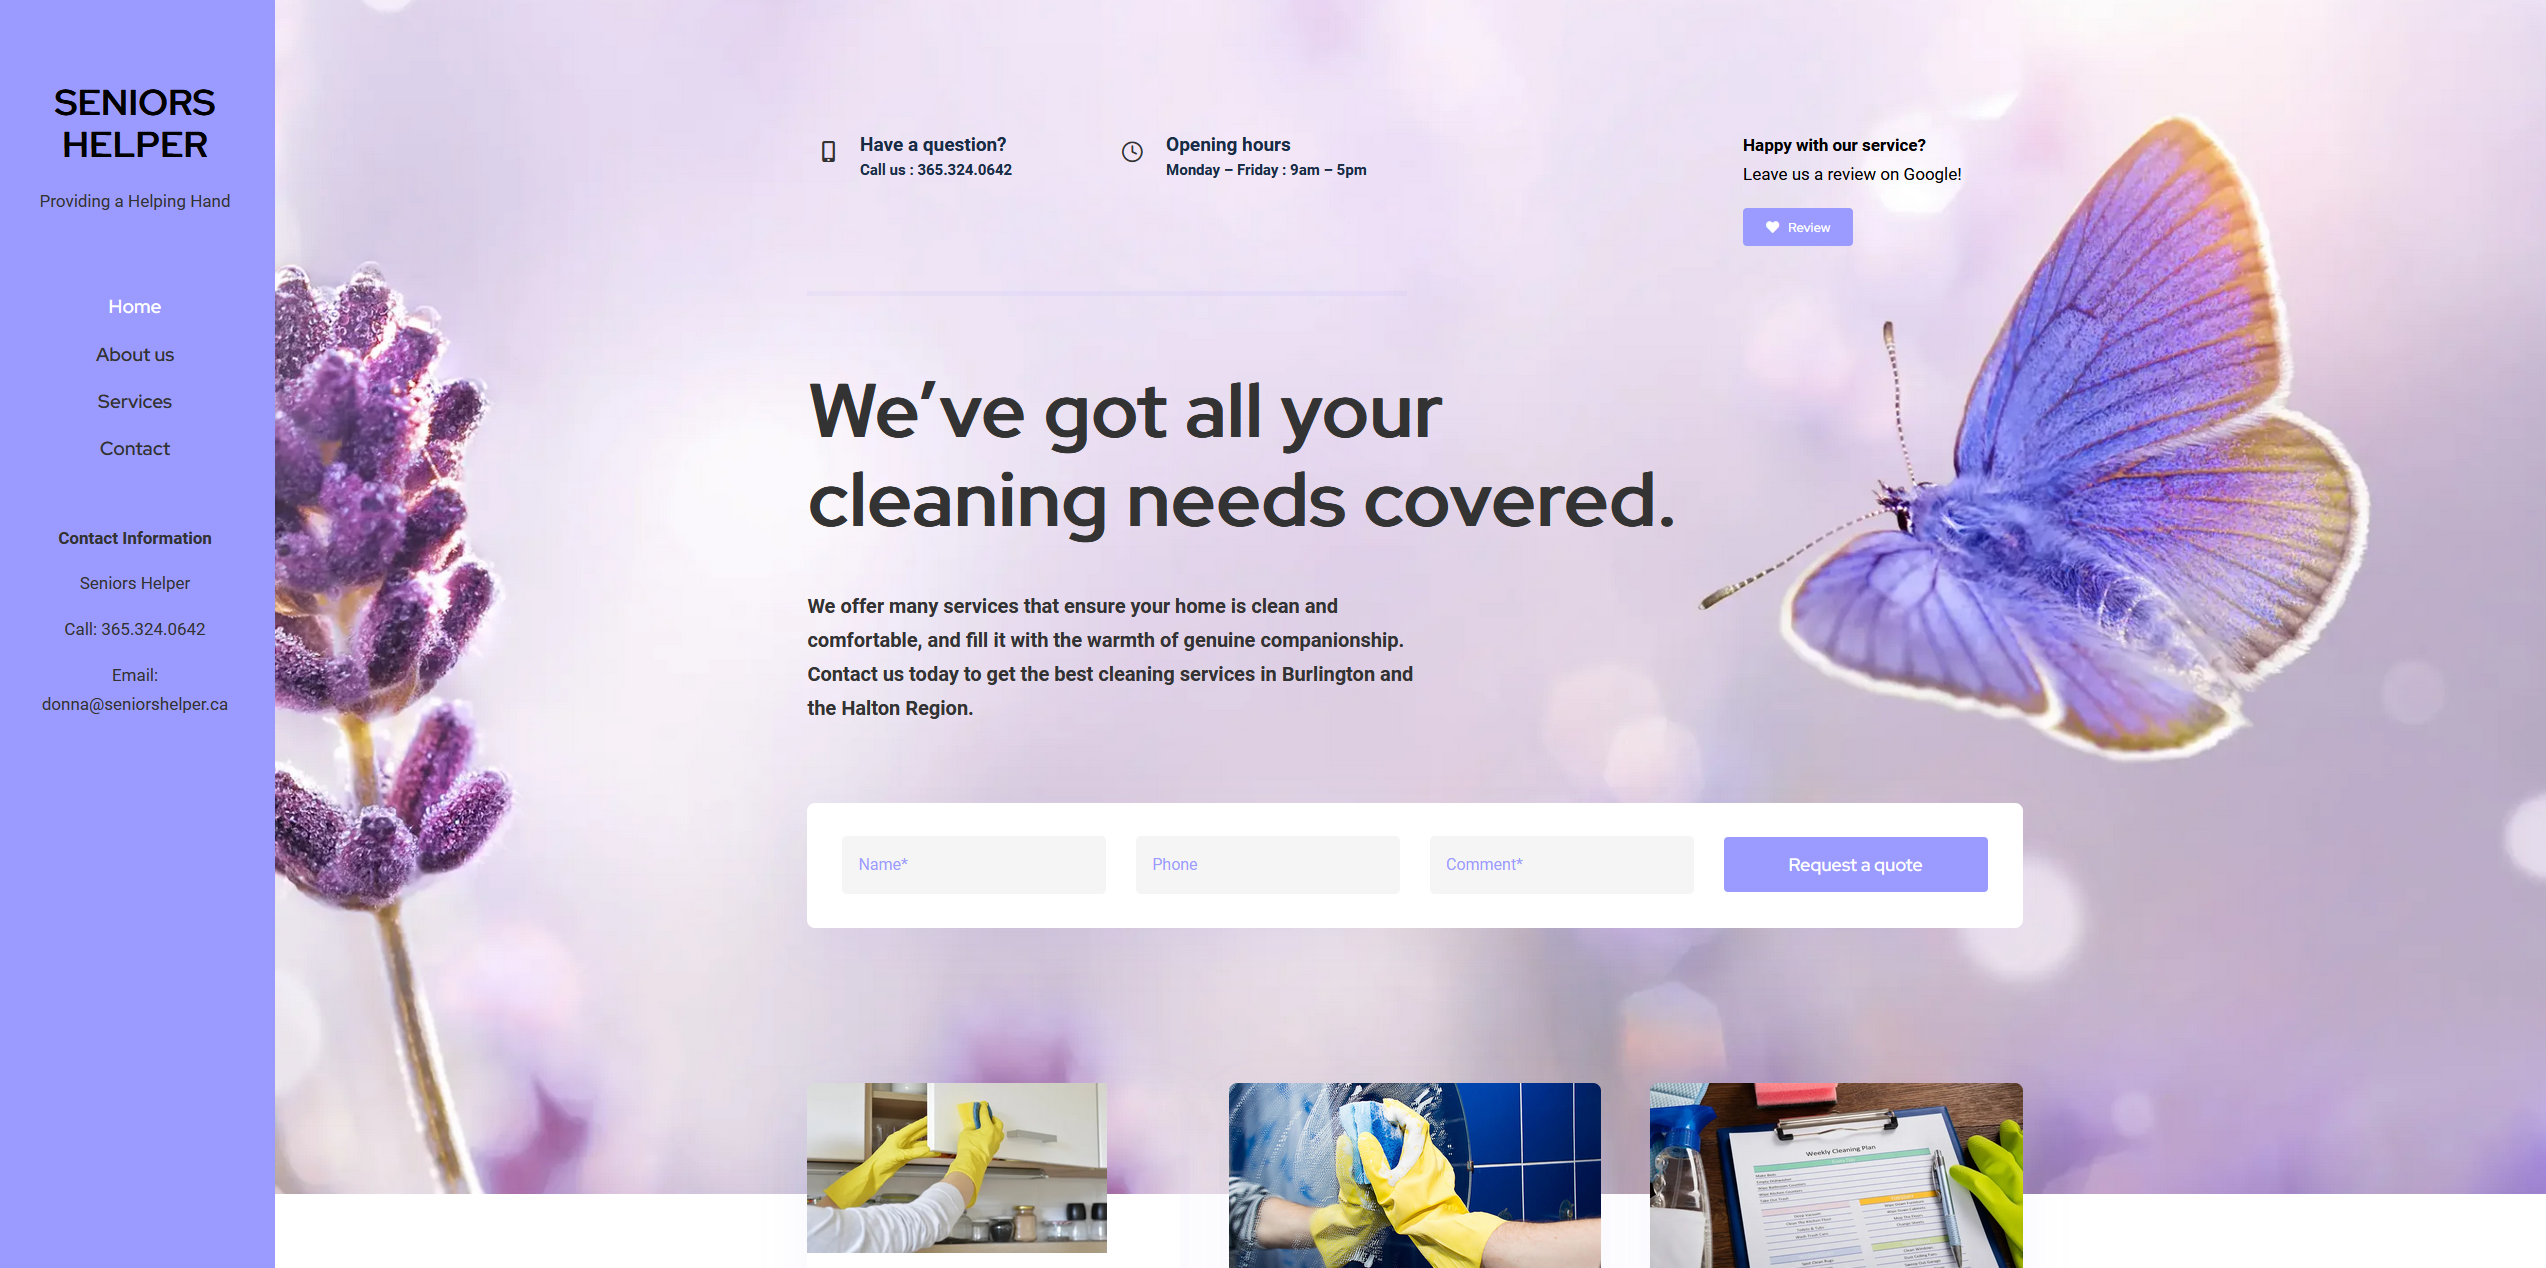 SENIORS
HELPER
Providing a Helping Hand
Home
About us
Services
Contact
Contact Information
Seniors Helper
Call: 365.324.0642
Email:
donna@seniorshelper.ca
Have a question?
Call us : 365.324.0642
Opening hours
Monday – Friday : 9am – 5pm
Happy with our service?
Leave us a review on Google!
Review
We’ve got all your
cleaning needs covered.
We offer many services that ensure your home is clean and
comfortable, and fill it with the warmth of genuine companionship.
Contact us today to get the best cleaning services in Burlington and
the Halton Region.
Name*
Phone
Comment*
Request a quote
Weekly Cleaning Plan